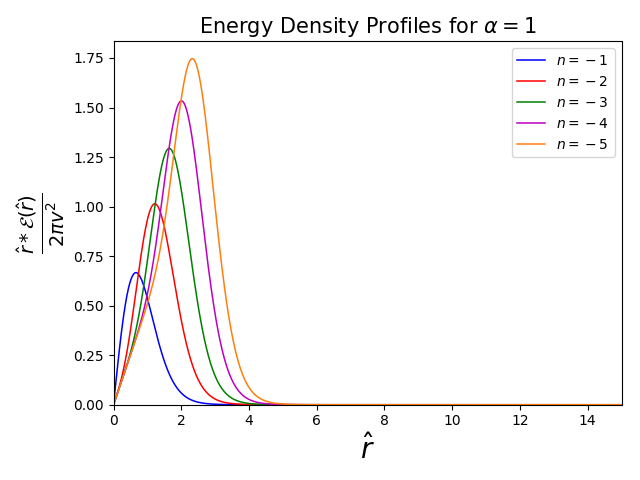 Energy Density Profiles for α = 1
r̂ * ℰ(r̂)
2πv²
1.75
1.50
1.25
1.00
0.75
0.50
0.25
0.00
n = −1
n = −2
n = −3
n = −4
n = −5
0 2 4 6 8 10 12 14
r̂